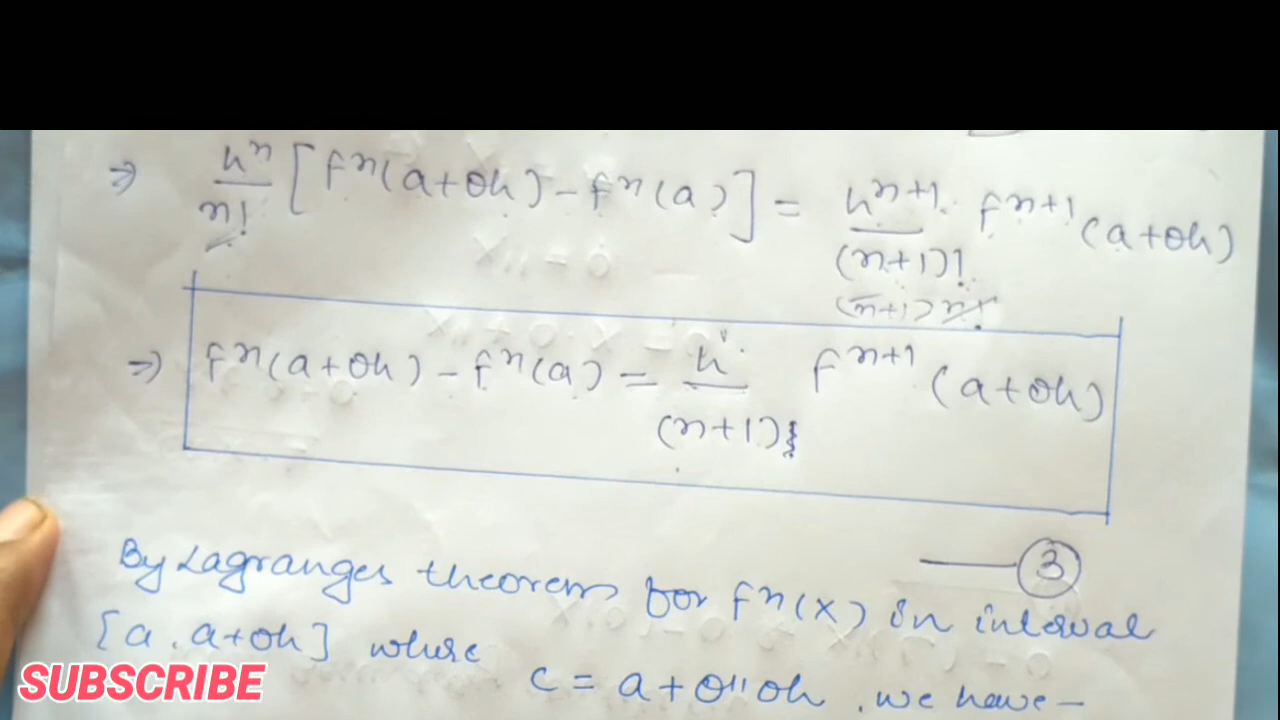 ⇒ hⁿ/n! [fⁿ(a+θh) - fⁿ(a)] = hⁿ⁺¹/(n+1)! fⁿ⁺¹(a+θh)
⇒ fⁿ(a+θh) - fⁿ(a) = h/(n+1) fⁿ⁺¹(a+θh)
— ③
By Lagranges theorem for fⁿ(x) in interval
[a, a+θh] where
c = a+θ"θh, we have -
SUBSCRIBE